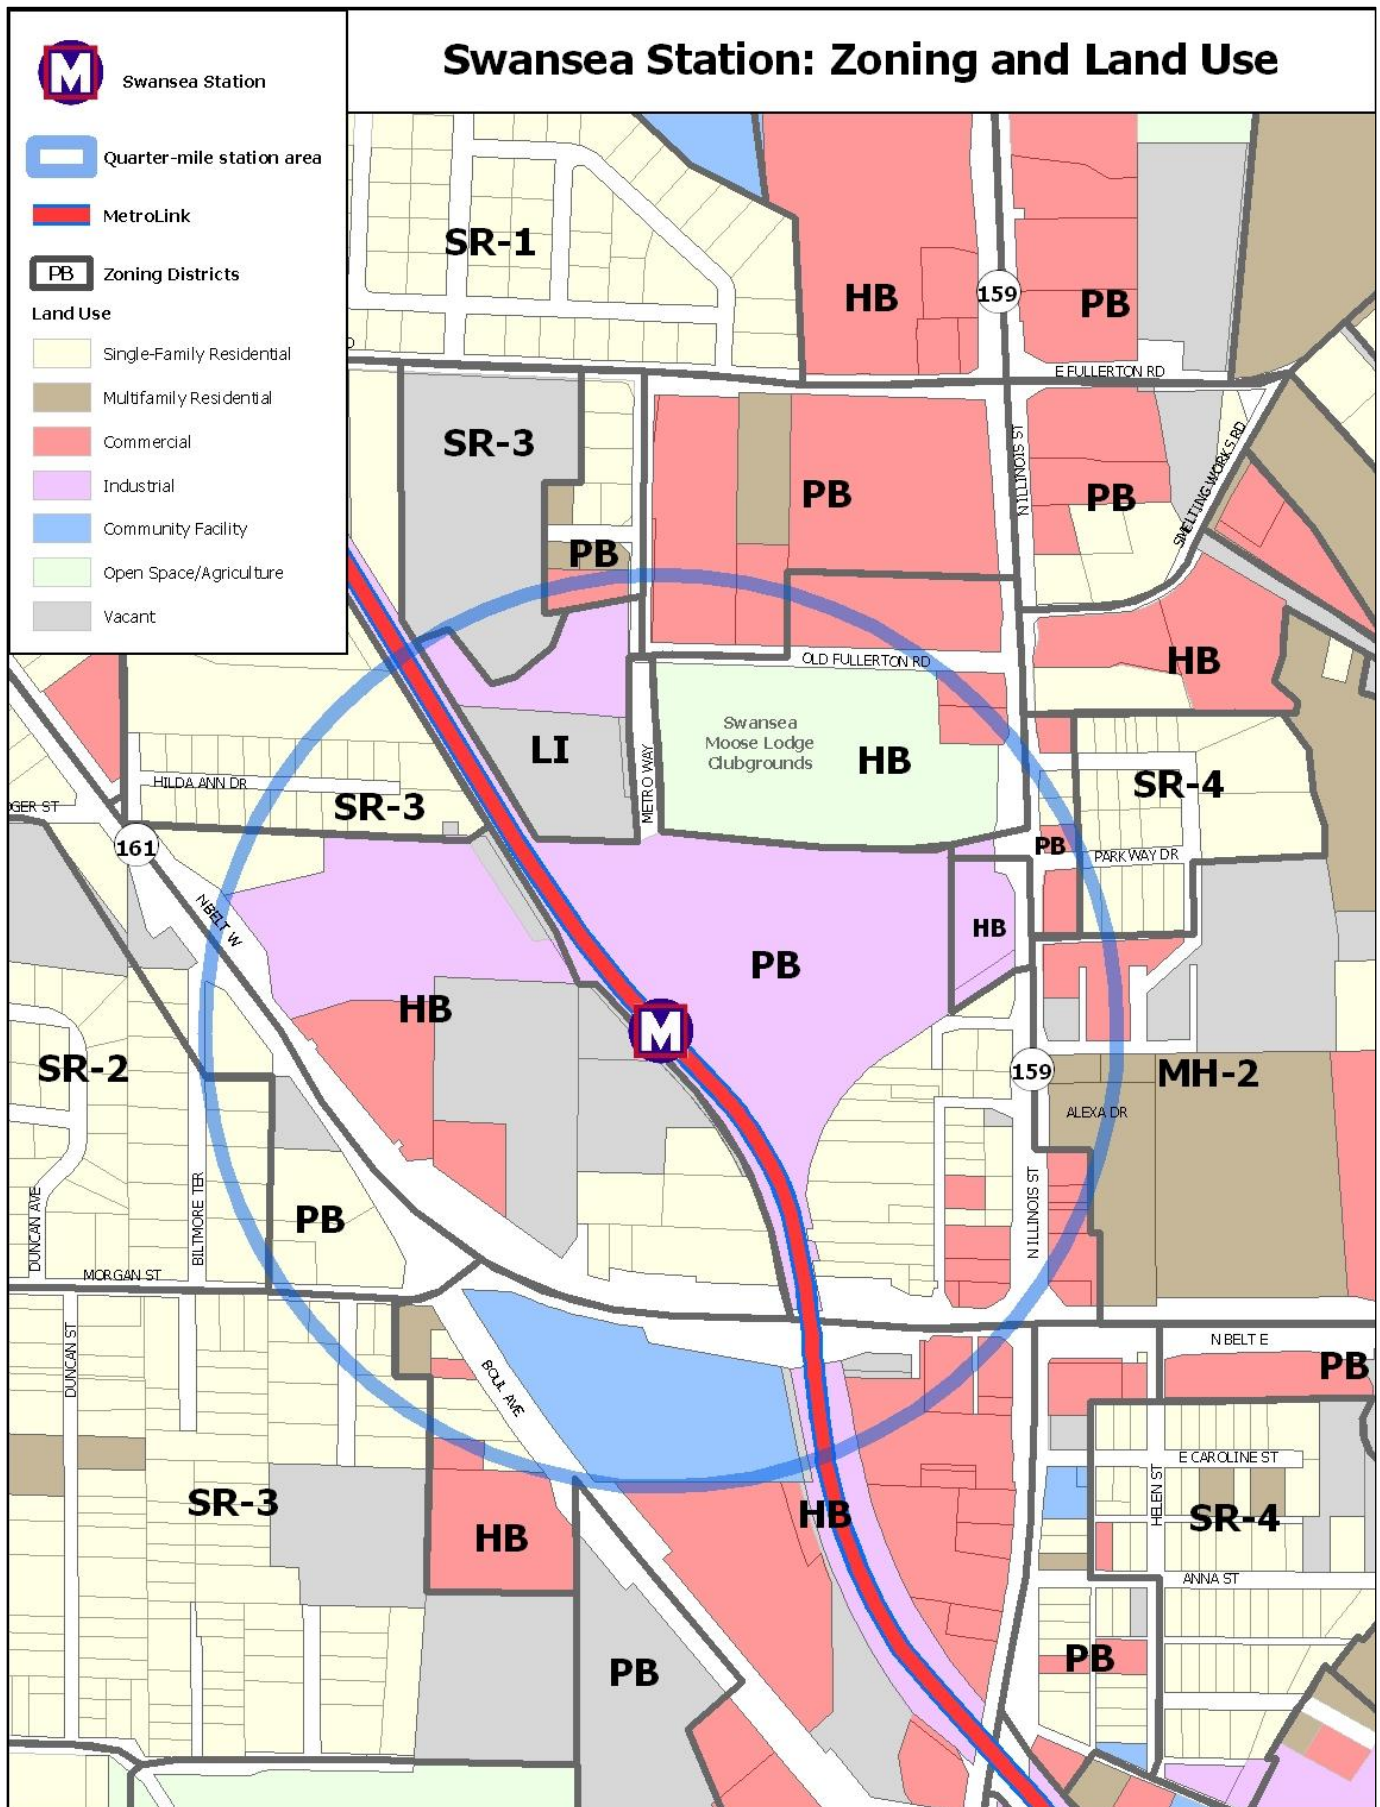 Swansea Station: Zoning and Land Use
M
Swansea Station
Quarter-mile station area
MetroLink
PB
Zoning Districts
Land Use
Single-Family Residential
Multifamily Residential
Commercial
Industrial
Community Facility
Open Space/Agriculture
Vacant
SR-1
HB
159
PB
E FULLERTON RD
SR-3
N ILLINOIS ST
SMELTING WORKS RD
PB
PB
PB
HB
OLD FULLERTON RD
Swansea
Moose Lodge
Clubgrounds
HB
LI
METRO WAY
SR-4
HILDA ANN DR
SR-3
GER ST
161
PB
PARKWAY DR
N BELT W
HB
PB
HB
M
SR-2
159
MH-2
ALEXA DR
DUNCAN AVE
BILTMORE TER
PB
N ILLINOIS ST
MORGAN ST
DUNCAN ST
BOUL AVE
N BELT E
PB
E CAROLINE ST
HELEN ST
SR-3
HB
HB
SR-4
ANNA ST
PB
PB